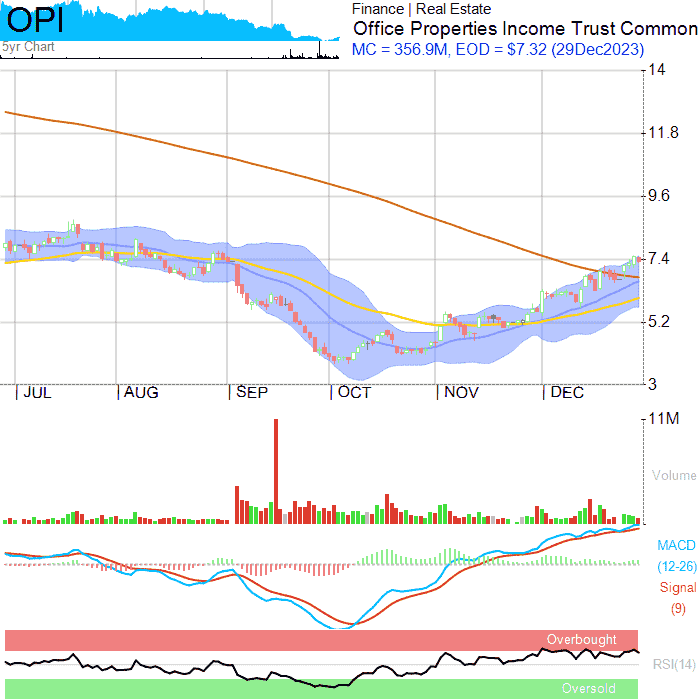 OPI
5yr Chart
Finance | Real Estate
Office Properties Income Trust Common
MC = 356.9M, EOD = $7.32 (29Dec2023)
14
11.8
9.6
7.4
5.2
3
JUL AUG SEP OCT NOV DEC
11M
Volume
MACD
(12-26)
Signal
(9)
Overbought
RSI(14)
Oversold